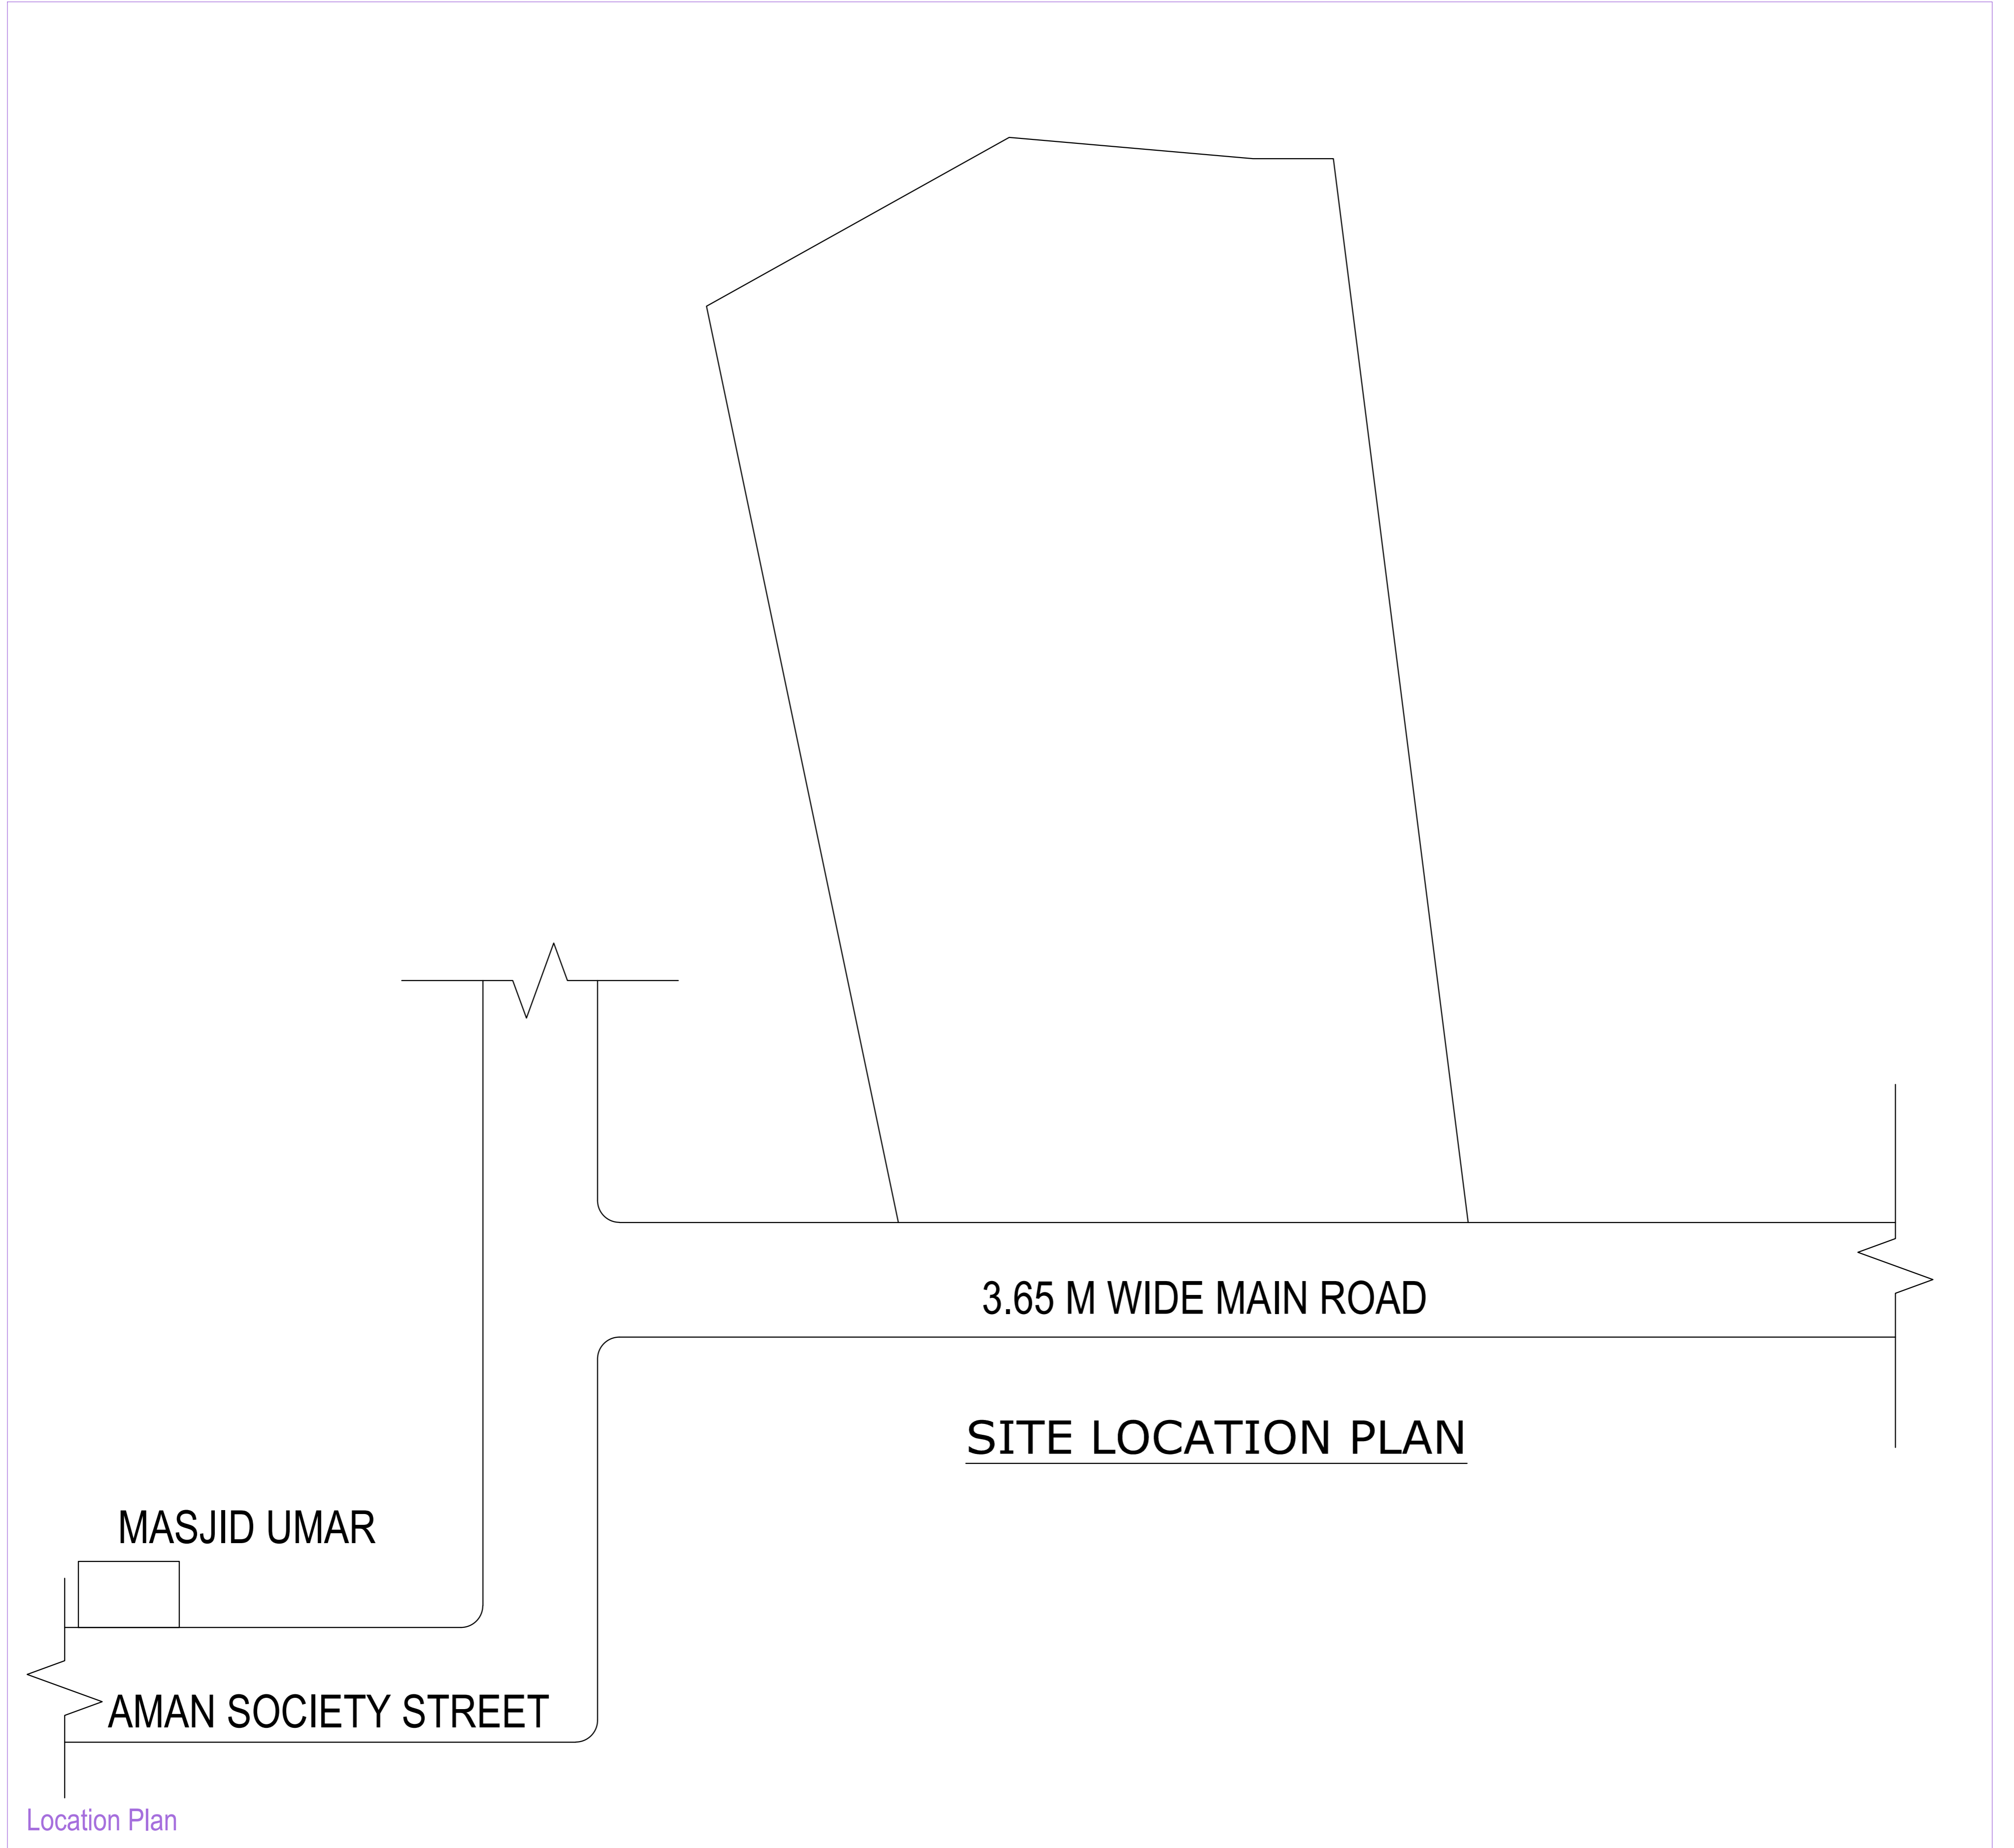 3.65 M WIDE MAIN ROAD
SITE LOCATION PLAN
MASJID UMAR
AMAN SOCIETY STREET
Location Plan